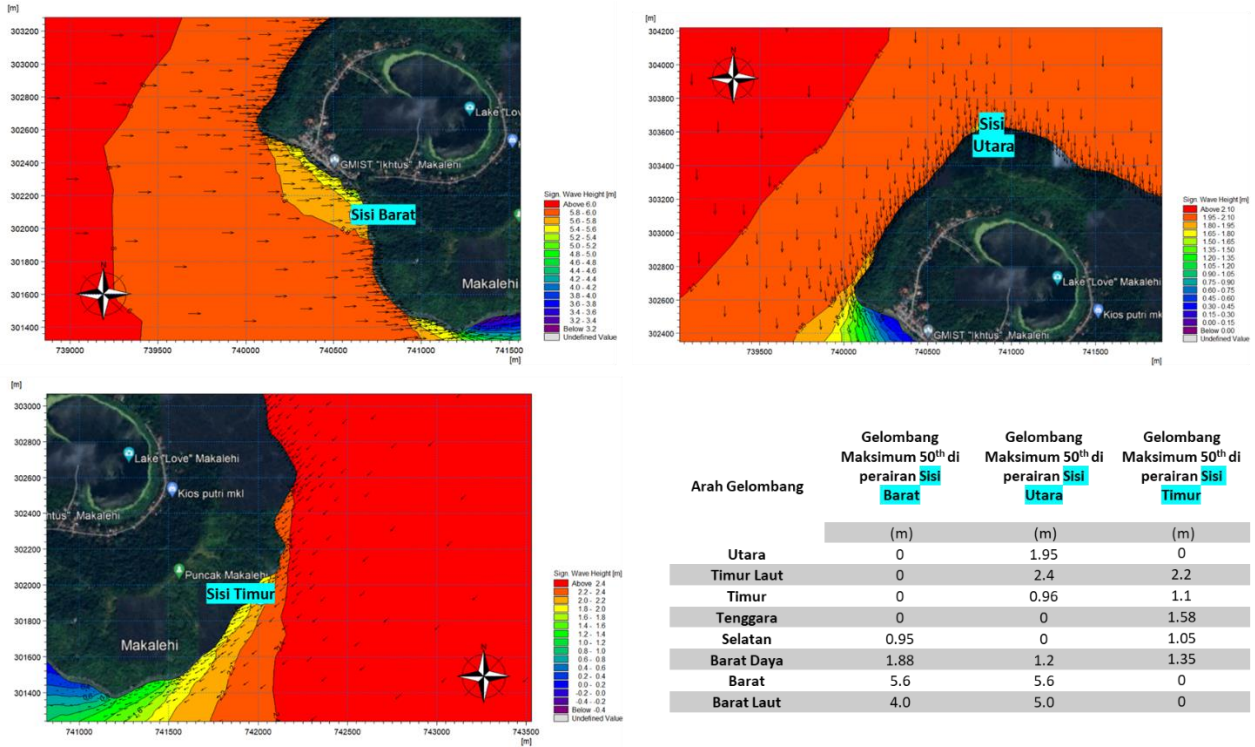 [m]
303200
302800
302400
302000
301600
301400
739000
739500
740000
740500
741000
741500
[m]
Lake "Lov
GMIST "Ikhtus" , Makalehi
Sisi Barat
Makalehi
N
Sign. Wave Height [m]
Above 6.0
5.8 - 6.0
5.6 - 5.8
5.4 - 5.6
5.2 - 5.4
5.0 - 5.2
4.8 - 5.0
4.6 - 4.8
4.4 - 4.6
4.2 - 4.4
4.0 - 4.2
3.8 - 4.0
3.6 - 3.8
3.4 - 3.6
3.2 - 3.4
Below 3.2
Undefined Value
[m]
304200
303800
303400
303000
302800
302400
739500
740000
740500
741000
741500
[m]
N
Sisi
Utara
Lake "Love" Makalehi
Kios putri mk
GMIST "Ikhtus" , Makalehi
Sign. Wave Height [m]
Above 2.10
1.95 - 2.10
1.80 - 1.95
1.65 - 1.80
1.50 - 1.65
1.35 - 1.50
1.20 - 1.35
1.05 - 1.20
0.90 - 1.05
0.75 - 0.90
0.60 - 0.75
0.45 - 0.60
0.30 - 0.45
0.15 - 0.30
0.00 - 0.15
Below 0.00
Undefined Value
[m]
303000
302800
302400
302000
301800
301400
741000
741500
742000
742500
743000
743500
[m]
Lake "Love" Makalehi
Kios putri mkl
htus" , Makalehi
Puncak Makalehi
Sisi Timur
Makalehi
N
Sign. Wave Height [m]
Above 2.4
2.2 - 2.4
2.0 - 2.2
1.8 - 2.0
1.6 - 1.8
1.4 - 1.6
1.2 - 1.4
1.0 - 1.2
0.8 - 1.0
0.6 - 0.8
0.4 - 0.6
0.2 - 0.4
0.0 - 0.2
-0.2 - 0.0
-0.4 - -0.2
Below -0.4
Undefined Value
Arah Gelombang
Gelombang
Maksimum 50th di
perairan Sisi
Barat
Gelombang
Maksimum 50th di
perairan Sisi
Utara
Gelombang
Maksimum 50th di
perairan Sisi
Timur
(m) (m) (m)
Utara 0 1.95 0
Timur Laut 0 2.4 2.2
Timur 0 0.96 1.1
Tenggara 0 0 1.58
Selatan 0.95 0 1.05
Barat Daya 1.88 1.2 1.35
Barat 5.6 5.6 0
Barat Laut 4.0 5.0 0